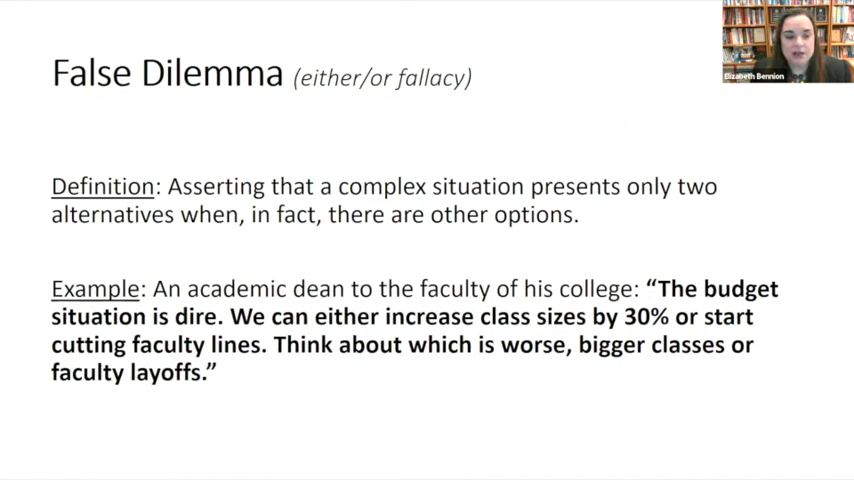 False Dilemma (either/or fallacy)
Elizabeth Bennion
Definition: Asserting that a complex situation presents only two
alternatives when, in fact, there are other options.
Example: An academic dean to the faculty of his college: “The budget
situation is dire. We can either increase class sizes by 30% or start
cutting faculty lines. Think about which is worse, bigger classes or
faculty layoffs.”